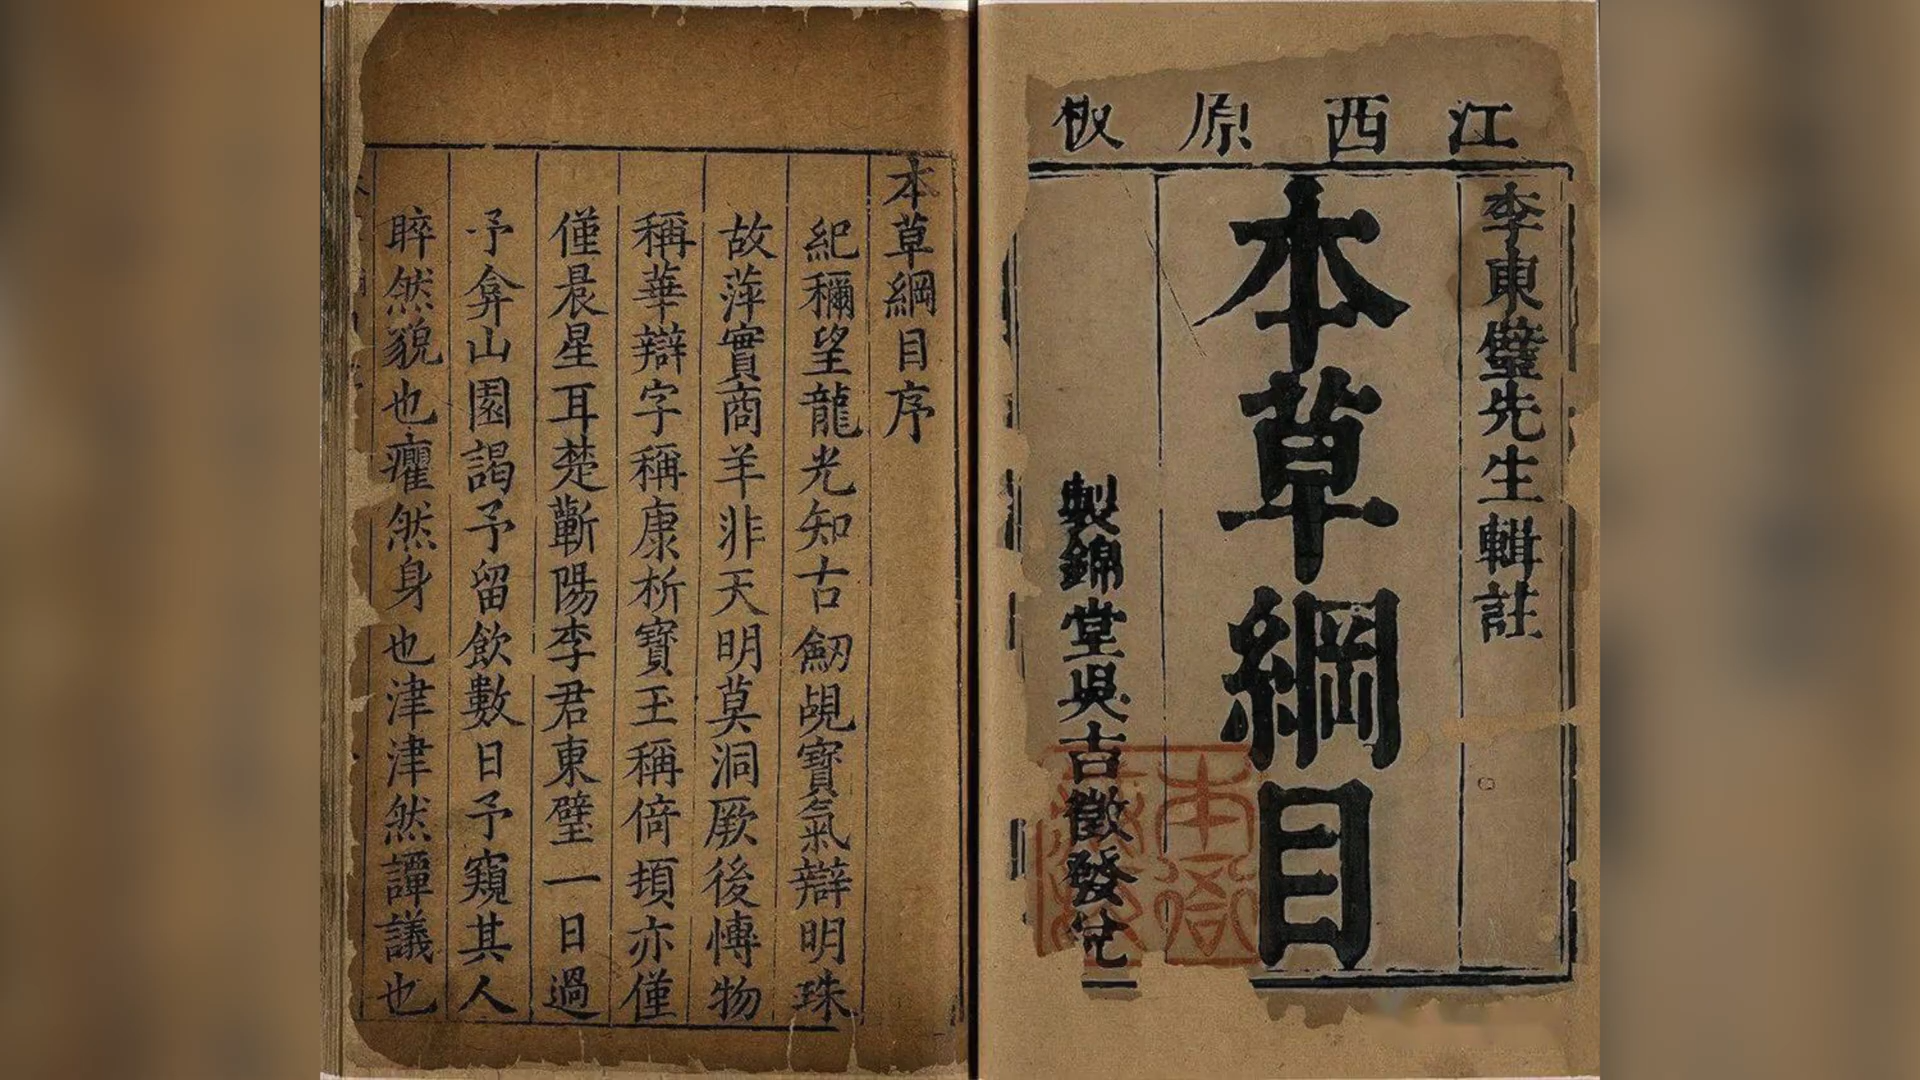 江西原板
李東璧先生輯註
本草綱目
製錦堂吳吉徵發兌
本草綱目序
紀稱望龍光知古劒覘寶氣辯明珠
故萍實商羊非天明莫洞厥後博物
稱華辯字稱康析寶玉稱倚頓亦僅
僅晨星耳楚蘄陽李君東璧一日過
予弇山園謁予留飲數日予窺其人
睟然貌也癯然身也津津然譚議也